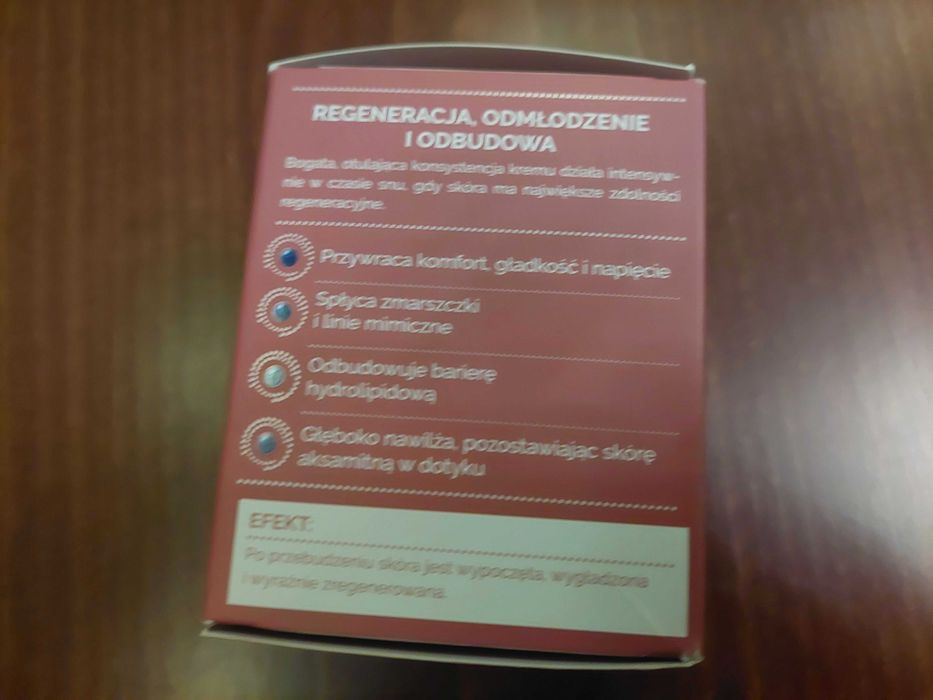 REGENERACJA, ODMŁODZENIE
I ODBUDOWA
Bogata, otulająca konsystencja kremu działa intensyw-
nie w czasie snu, gdy skóra ma największe zdolności
regeneracyjne.
Przywraca komfort, gładkość i napięcie
Spłyca zmarszczki
i linie mimiczne
Odbudowuje barierę
hydrolipidową
Głęboko nawilża, pozostawiając skórę
aksamitną w dotyku
EFEKT:
Po przebudzeniu skóra jest wypoczęta, wygładzona
i wyraźnie zregenerowana.